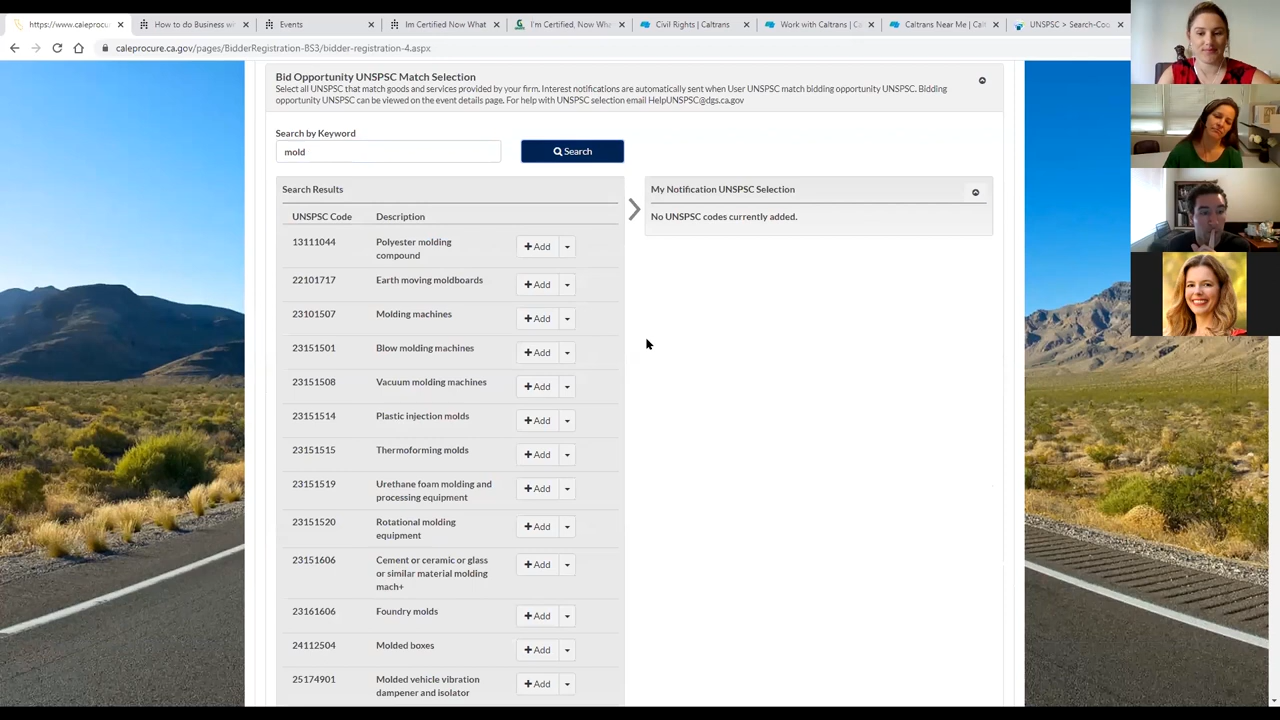 https://www.caleprocu
How to do Business wi
Events
Im Certified Now What
I'm Certified, Now Wha
Civil Rights | Caltrans
Work with Caltrans | Ca
Caltrans Near Me | Cal
UNSPSC > Search-Coo
caleprocure.ca.gov/pages/BidderRegistration-BS3/bidder-registration-4.aspx
Bid Opportunity UNSPSC Match Selection
Select all UNSPSC that match goods and services provided by your firm. Interest notifications are automatically sent when User UNSPSC match bidding opportunity UNSPSC. Bidding
opportunity UNSPSC can be viewed on the event details page. For help with UNSPSC selection email HelpUNSPSC@dgs.ca.gov
Search by Keyword
mold
Search
Search Results
My Notification UNSPSC Selection
UNSPSC Code Description
No UNSPSC codes currently added.
13111044 Polyester molding compound + Add
22101717 Earth moving moldboards + Add
23101507 Molding machines + Add
23151501 Blow molding machines + Add
23151508 Vacuum molding machines + Add
23151514 Plastic injection molds + Add
23151515 Thermoforming molds + Add
23151519 Urethane foam molding and processing equipment + Add
23151520 Rotational molding equipment + Add
23151606 Cement or ceramic or glass or similar material molding mach+ + Add
23161606 Foundry molds + Add
24112504 Molded boxes + Add
25174901 Molded vehicle vibration dampener and isolator + Add